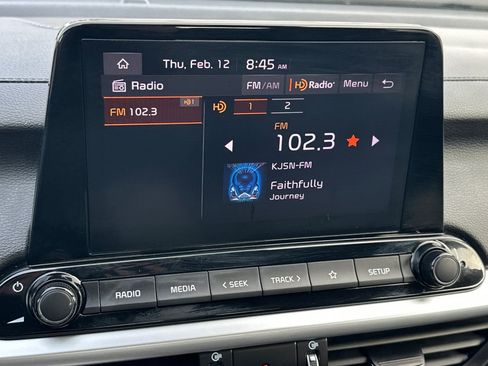 Thu, Feb. 12 8:45 AM
Radio FM/AM HD Radio Menu
FM 102.3 HD1
HD 1 2
FM
102.3
KJSN-FM
Faithfully
Journey
RADIO MEDIA < SEEK TRACK > SETUP